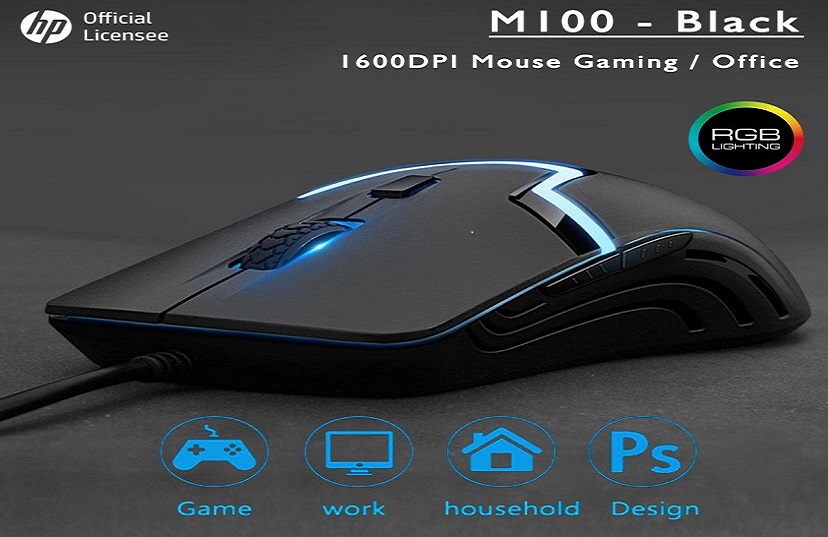 hp
Official
Licensee
M100 - Black
1600DPI Mouse Gaming / Office
RGB
LIGHTING
Ps
Game
work
household
Design